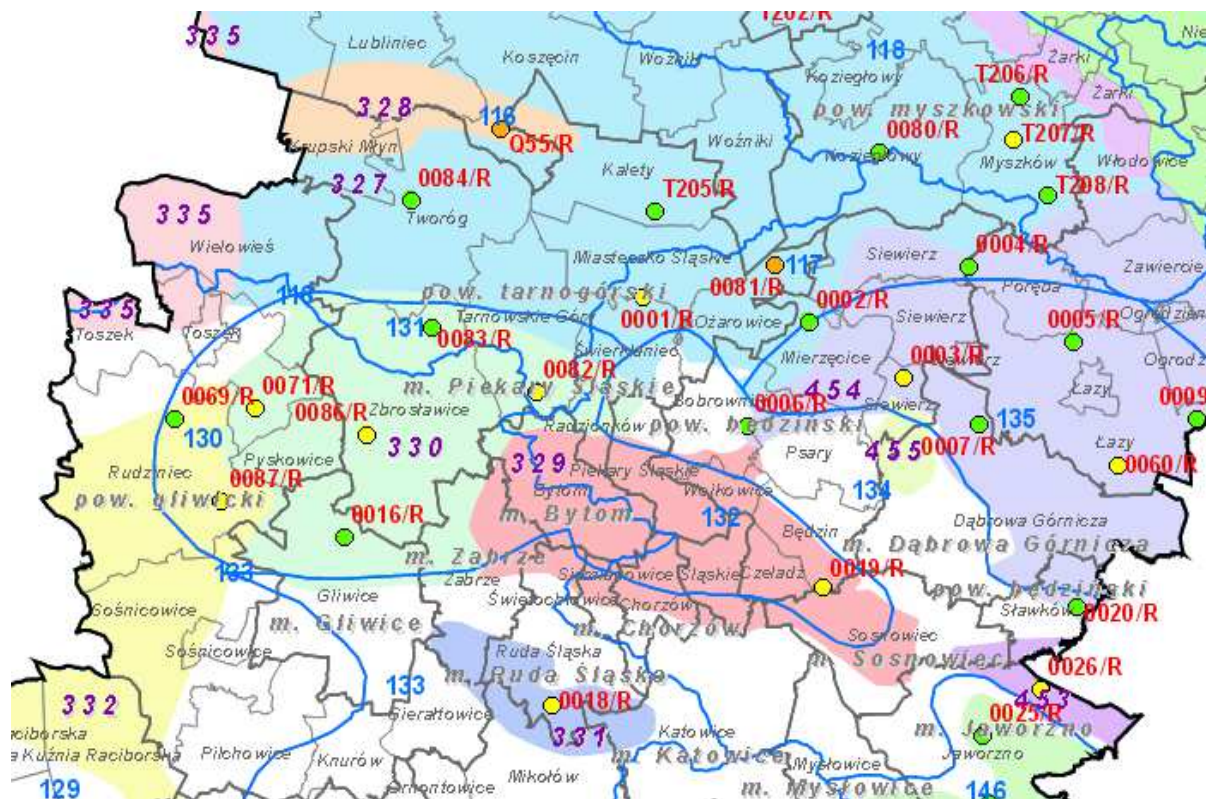 335
Lubliniec
Koszęcin
Woźniki
T202/R
118
Żarki
Koziegłowy
T206/R
pow. myszkowski
Żarki
328
116
Q55/R
Krupski Młyn
Woźniki
0080/R
T207/R
Koziegłowy
Myszków
Włodowice
Kalety
327
0084/R
T205/R
T208/R
Tworóg
335
Wielowieś
Miasteczko Śląskie
117
Siewierz
0004/R
Zawiercie
pow. tarnogórski
0081/R
Poręba
335
Toszek
Toszek
131
Tarnowskie Góry
0083/R
0001/R
Ożarowice
0002/R
Siewierz
0005/R
Świerklaniec
Mierzęcice
0003/R
0082/R
m. Piekary Śląskie
0069/R
0071/R
0086/R
Zbrosławice
Bobrowniki
454
Łazy
Siewierz
0006/R
pow. będziński
0009
130
330
Radzionków
0007/R
135
Rudziniec
Pyskowice
329
Piekary Śląskie
Psary
455
Łazy
0060/R
0087/R
pow. gliwicki
Bytom
Wojkowice
134
m. Bytom
132
Będzin
Dąbrowa Górnicza
0016/R
m. Dąbrowa Górnicza
m. Zabrze
133
Zabrze
Śląskie
Czeladź
0019/R
pow. będziński
Sośnicowice
Gliwice
Świętochłowice
Chorzów
Sławków
0020/R
m. Gliwice
m. Chorzów
Sosnowiec
Sośnicowice
Ruda Śląska
m. Sosnowiec
0026/R
m. Ruda Śląska
332
133
0018/R
453
0025/R
Gierałtowice
331
Katowice
m. Jaworzno
Kuźnia Raciborska
Pilchowice
Knurów
m. Katowice
Mysłowice
Jaworzno
129
Mikołów
m. Mysłowice
146